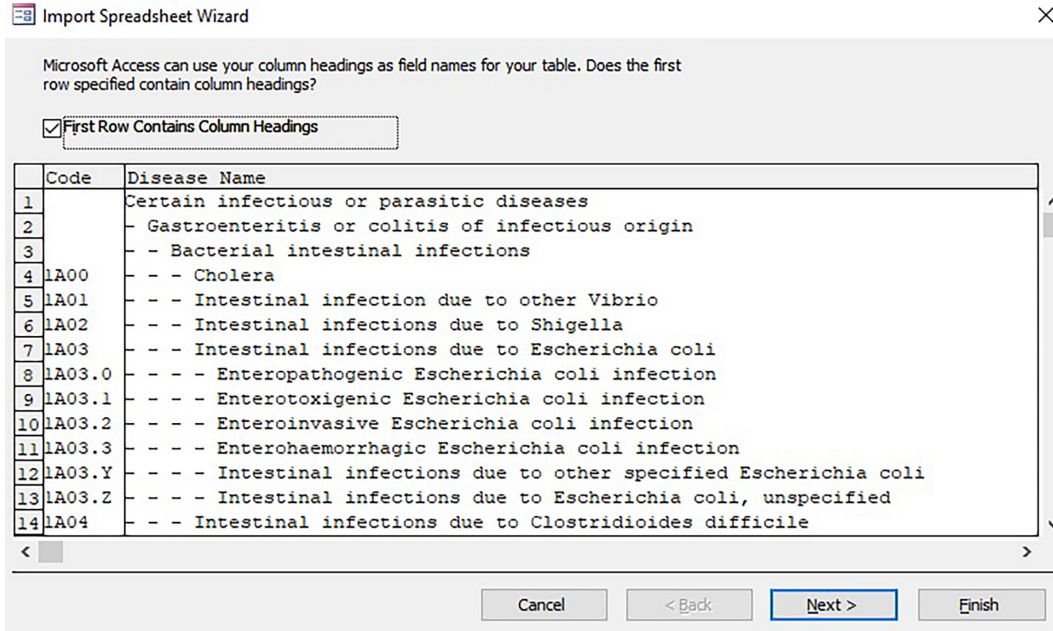 Import Spreadsheet Wizard
Microsoft Access can use your column headings as field names for your table. Does the first
row specified contain column headings?
First Row Contains Column Headings
Code Disease Name
1 Certain infectious or parasitic diseases
2 - Gastroenteritis or colitis of infectious origin
3 - - Bacterial intestinal infections
4 1A00 - - - Cholera
5 1A01 - - - Intestinal infection due to other Vibrio
6 1A02 - - - Intestinal infections due to Shigella
7 1A03 - - - Intestinal infections due to Escherichia coli
8 1A03.0 - - - - Enteropathogenic Escherichia coli infection
9 1A03.1 - - - - Enterotoxigenic Escherichia coli infection
10 1A03.2 - - - - Enteroinvasive Escherichia coli infection
11 1A03.3 - - - - Enterohaemorrhagic Escherichia coli infection
12 1A03.Y - - - - Intestinal infections due to other specified Escherichia coli
13 1A03.Z - - - - Intestinal infections due to Escherichia coli, unspecified
14 1A04 - - - Intestinal infections due to Clostridioides difficile
Cancel < Back Next > Finish